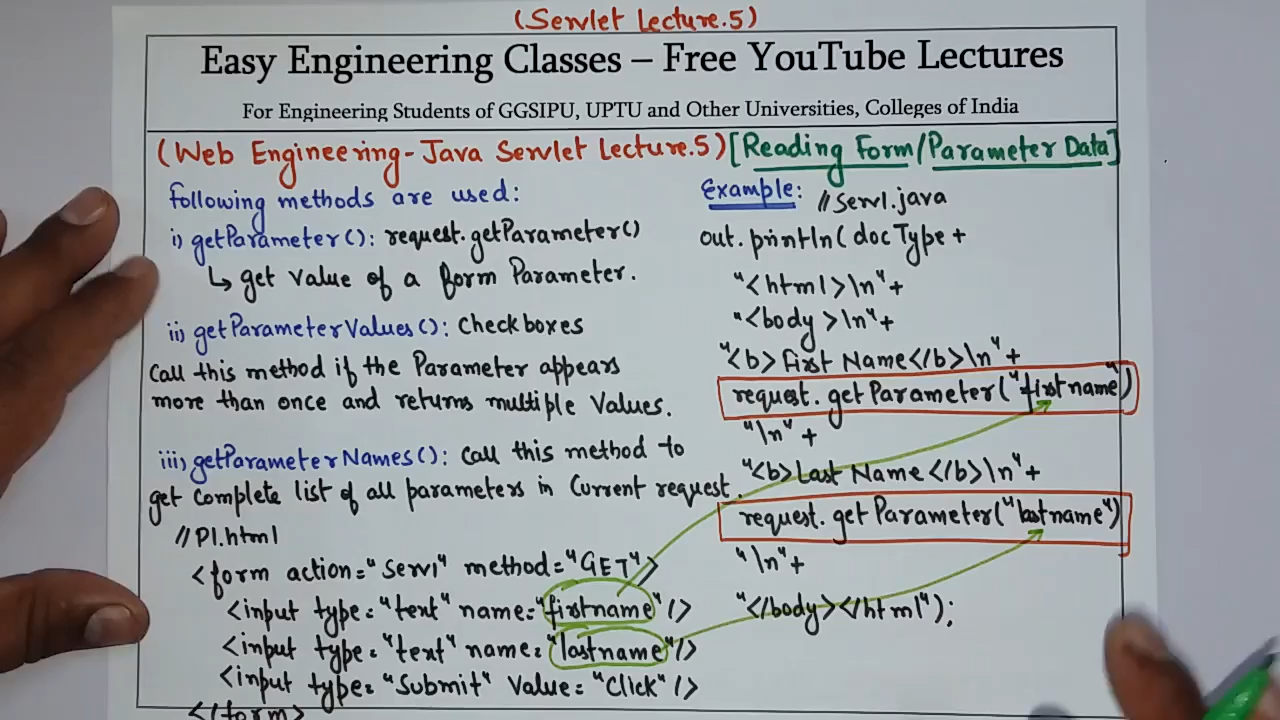 (Servlet Lecture.5)
Easy Engineering Classes – Free YouTube Lectures
For Engineering Students of GGSIPU, UPTU and Other Universities, Colleges of India
(Web Engineering-Java Servlet Lecture.5) [Reading Form/Parameter Data]
Following methods are used:
i) getParameter(): request.getParameter()
↳ get value of a form Parameter.
ii) getParameterValues(): Checkboxes
Call this method if the Parameter appears
more than once and returns multiple Values.
iii) getParameterNames(): Call this method to
get complete list of all parameters in Current request.
//P1.html
<form action="Serv1" method="GET">
<input type="text" name="firstname"/>
<input type="text" name="lastname"/>
<input type="Submit" Value="Click"/>
</form>
Example: //Serv1.java
out.println(docType +
"<html>\n"+
"<body>\n"+
"<b>First Name</b>\n"+
request.getParameter("firstname")
"\n"+
"<b>Last Name</b>\n"+
request.getParameter("lastname")
"\n"+
"</body></html");